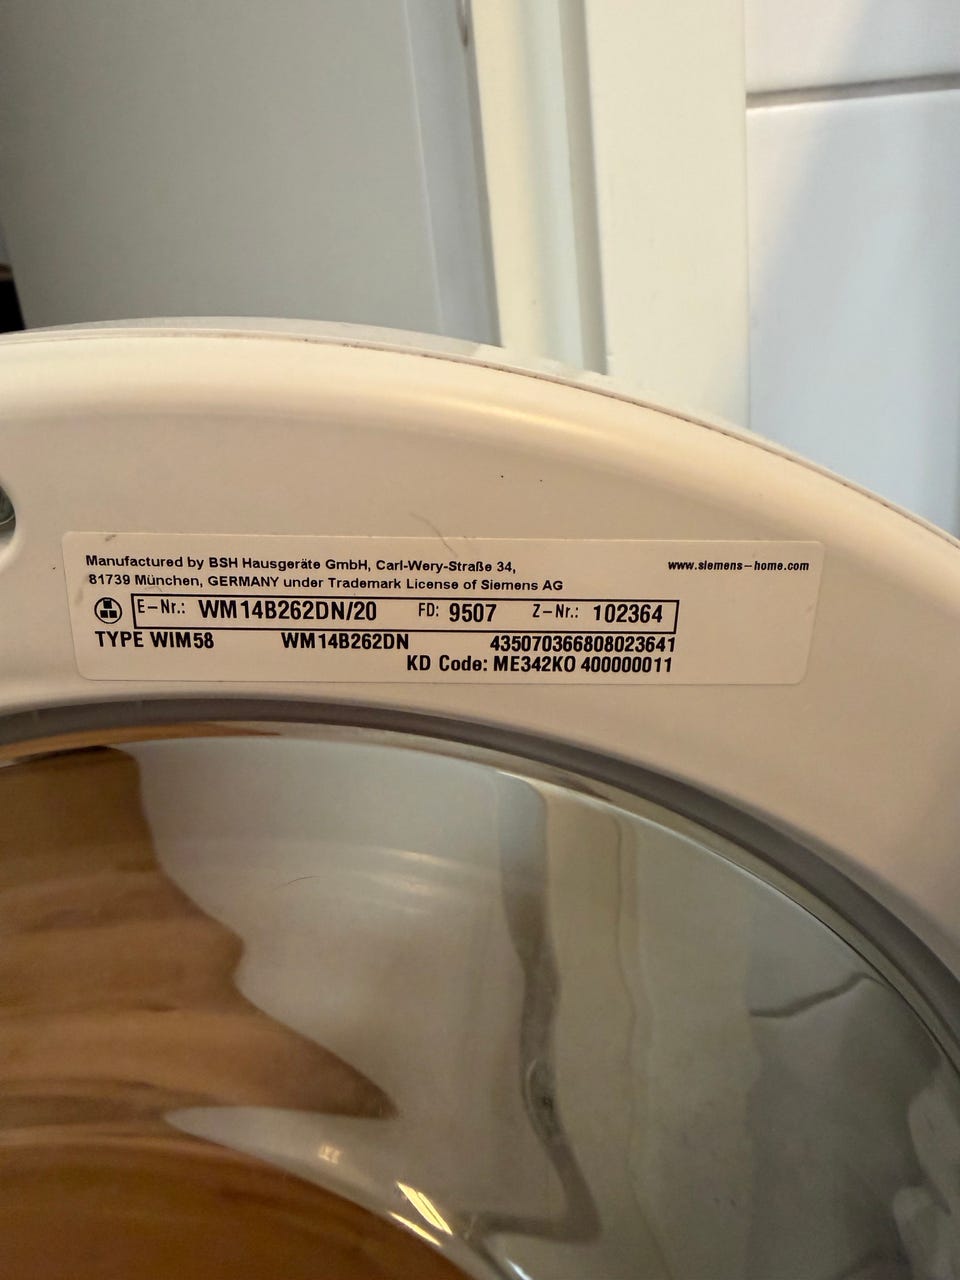 Manufactured by BSH Hausgeräte GmbH, Carl-Wery-Straße 34,
www.siemens-home.com
81739 München, GERMANY under Trademark License of Siemens AG
E-Nr.: WM14B262DN/20 FD: 9507 Z-Nr.: 102364
TYPE WIM58 WM14B262DN 435070366808023641
KD Code: ME342KO 400000011